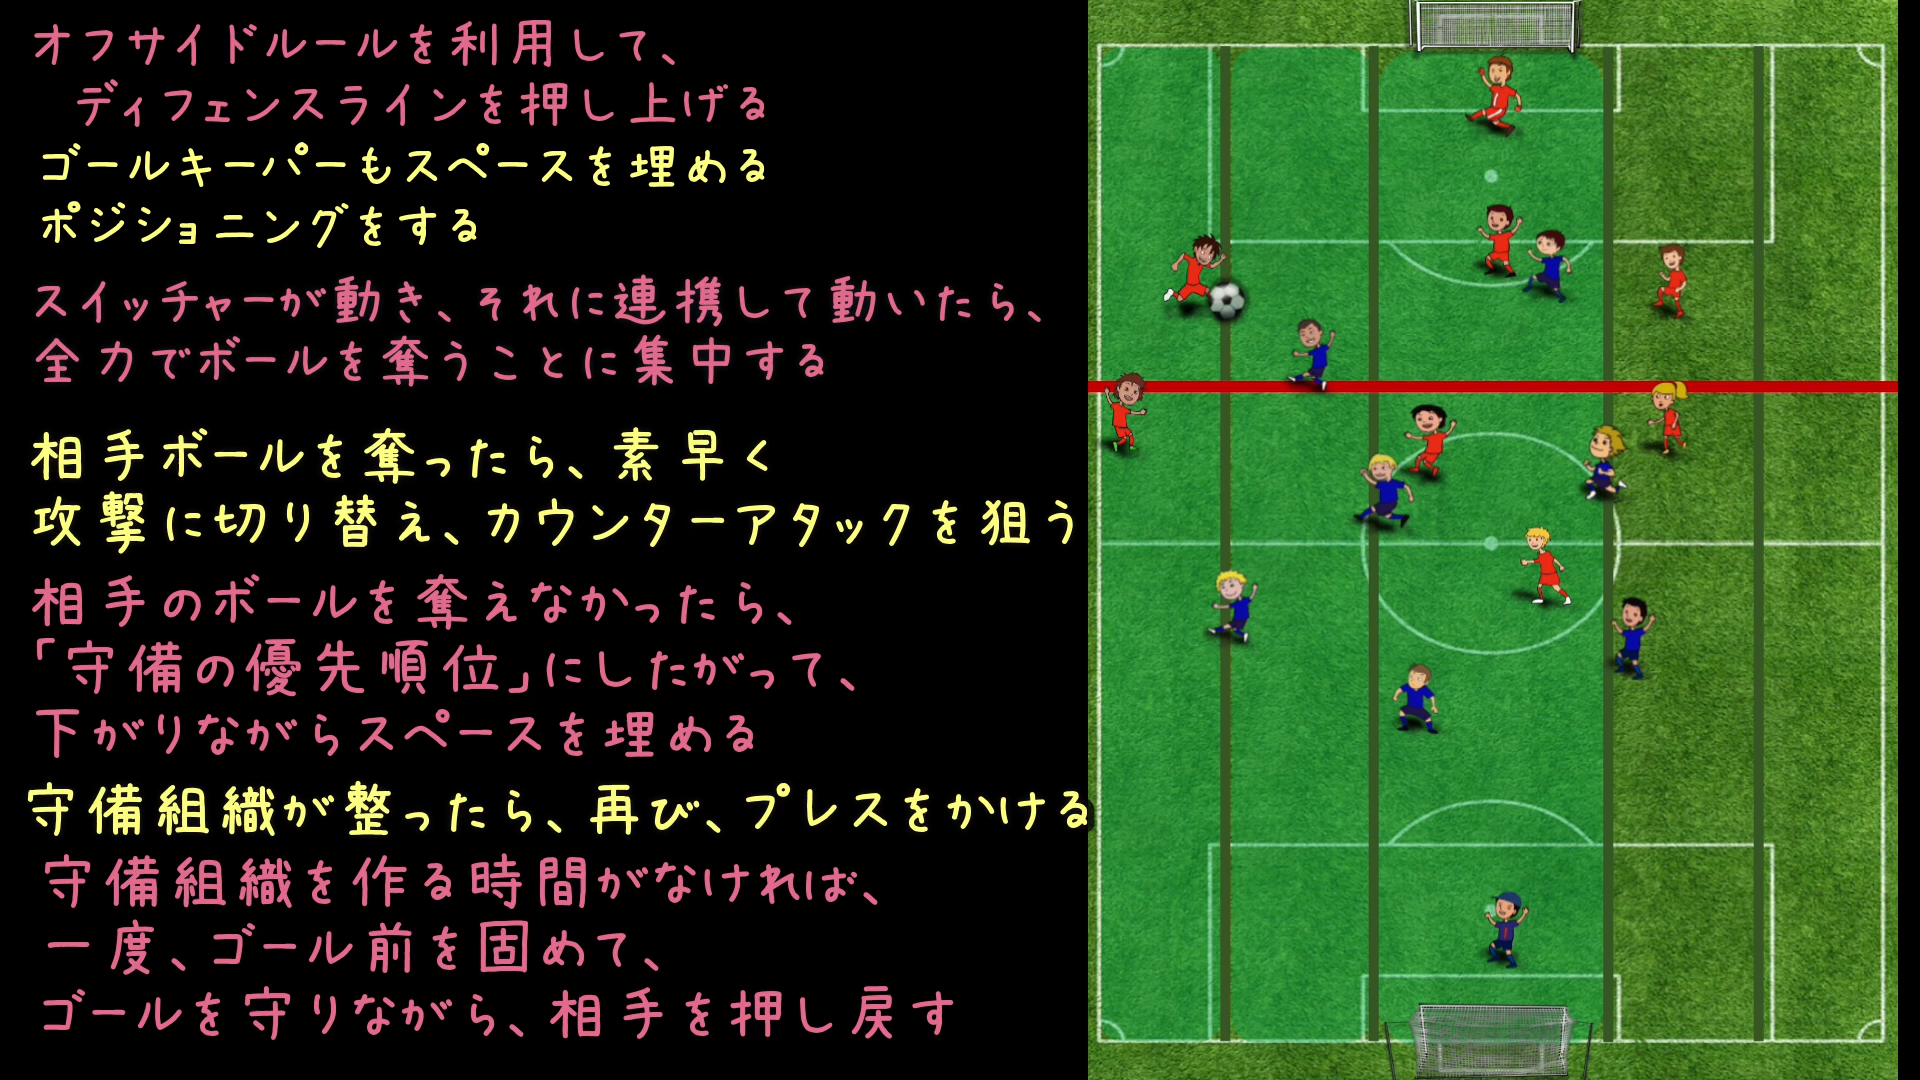 オフサイドルールを利用して、
ディフェンスラインを押し上げる
ゴールキーパーもスペースを埋める
ポジショニングをする
スイッチャーが動き、それに連携して動いたら、
全力でボールを奪うことに集中する
相手ボールを奪ったら、素早く
攻撃に切り替え、カウンターアタックを狙う
相手のボールを奪えなかったら、
「守備の優先順位」にしたがって、
下がりながらスペースを埋める
守備組織が整ったら、再び、プレスをかける
守備組織を作る時間がなければ、
一度、ゴール前を固めて、
ゴールを守りながら、相手を押し戻す